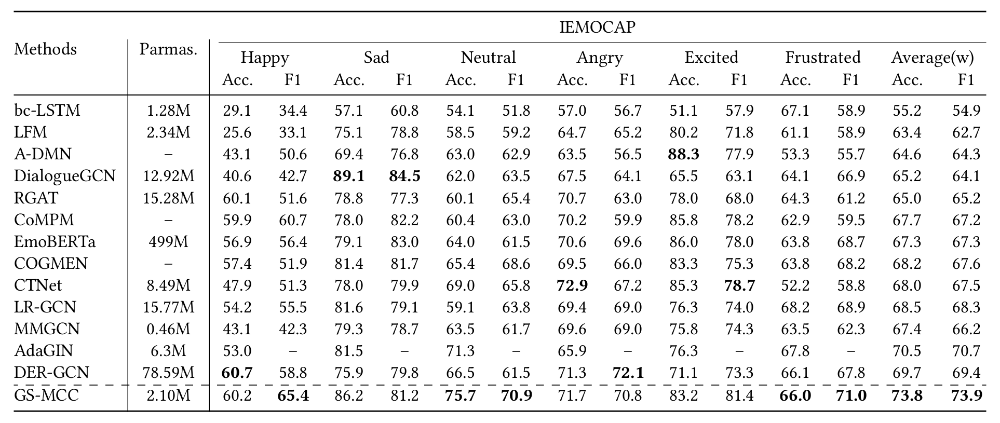 IEMOCAP
Methods Parmas.
Happy Sad Neutral Angry Excited Frustrated Average(w)
Acc. F1 Acc. F1 Acc. F1 Acc. F1 Acc. F1 Acc. F1 Acc. F1
bc-LSTM 1.28M 29.1 34.4 57.1 60.8 54.1 51.8 57.0 56.7 51.1 57.9 67.1 58.9 55.2 54.9
LFM 2.34M 25.6 33.1 75.1 78.8 58.5 59.2 64.7 65.2 80.2 71.8 61.1 58.9 63.4 62.7
A-DMN – 43.1 50.6 69.4 76.8 63.0 62.9 63.5 56.5 88.3 77.9 53.3 55.7 64.6 64.3
DialogueGCN 12.92M 40.6 42.7 89.1 84.5 62.0 63.5 67.5 64.1 65.5 63.1 64.1 66.9 65.2 64.1
RGAT 15.28M 60.1 51.6 78.8 77.3 60.1 65.4 70.7 63.0 78.0 68.0 64.3 61.2 65.0 65.2
CoMPM – 59.9 60.7 78.0 82.2 60.4 63.0 70.2 59.9 85.8 78.2 62.9 59.5 67.7 67.2
EmoBERTa 499M 56.9 56.4 79.1 83.0 64.0 61.5 70.6 69.6 86.0 78.0 63.8 68.7 67.3 67.3
COGMEN – 57.4 51.9 81.4 81.7 65.4 68.6 69.5 66.0 83.3 75.3 63.8 68.2 68.2 67.6
CTNet 8.49M 47.9 51.3 78.0 79.9 69.0 65.8 72.9 67.2 85.3 78.7 52.2 58.8 68.0 67.5
LR-GCN 15.77M 54.2 55.5 81.6 79.1 59.1 63.8 69.4 69.0 76.3 74.0 68.2 68.9 68.5 68.3
MMGCN 0.46M 43.1 42.3 79.3 78.7 63.5 61.7 69.6 69.0 75.8 74.3 63.5 62.3 67.4 66.2
AdaGIN 6.3M 53.0 – 81.5 – 71.3 – 65.9 – 76.3 – 67.8 – 70.5 70.7
DER-GCN 78.59M 60.7 58.8 75.9 79.8 66.5 61.5 71.3 72.1 71.1 73.3 66.1 67.8 69.7 69.4
GS-MCC 2.10M 60.2 65.4 86.2 81.2 75.7 70.9 71.7 70.8 83.2 81.4 66.0 71.0 73.8 73.9